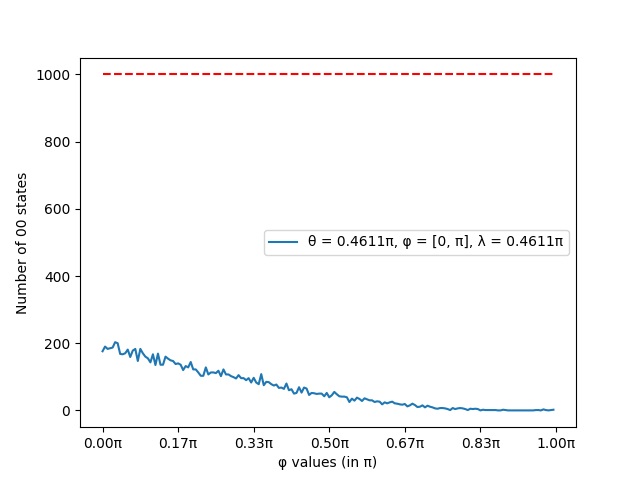 1000
800
600
400
200
0
Number of 00 states
θ = 0.4611π, φ = [0, π], λ = 0.4611π
0.00π 0.17π 0.33π 0.50π 0.67π 0.83π 1.00π
φ values (in π)